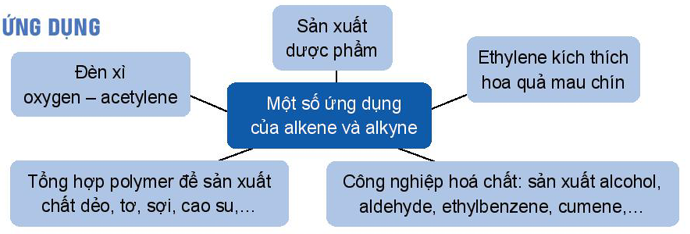 ỨNG DỤNG
Sản xuất
dược phẩm
Đèn xì
oxygen – acetylene
Ethylene kích thích
hoa quả mau chín
Một số ứng dụng
của alkene và alkyne
Tổng hợp polymer để sản xuất
chất dẻo, tơ, sợi, cao su,...
Công nghiệp hoá chất: sản xuất alcohol,
aldehyde, ethylbenzene, cumene,...